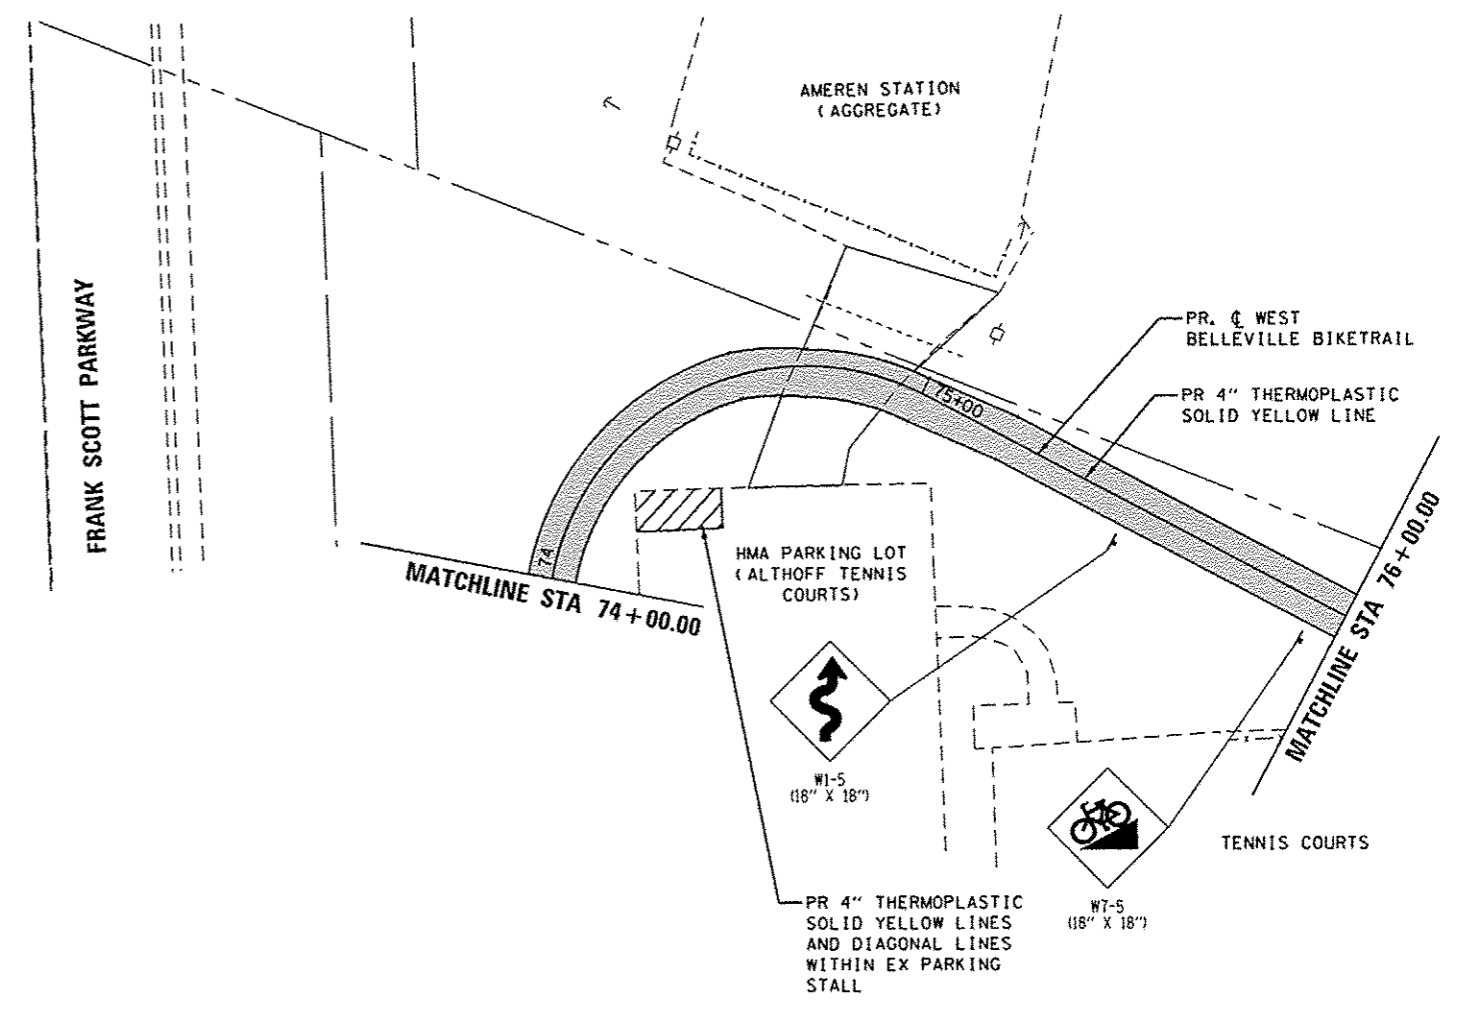 AMEREN STATION
(AGGREGATE)
FRANK SCOTT PARKWAY
PR. ℄ WEST
BELLEVILLE BIKETRAIL
PR 4" THERMOPLASTIC
SOLID YELLOW LINE
75+00
74
MATCHLINE STA 74+00.00
HMA PARKING LOT
(ALTHOFF TENNIS
COURTS)
MATCHLINE STA 76+00.00
W1-5
(18" X 18")
TENNIS COURTS
W7-5
(18" X 18")
PR 4" THERMOPLASTIC
SOLID YELLOW LINES
AND DIAGONAL LINES
WITHIN EX PARKING
STALL